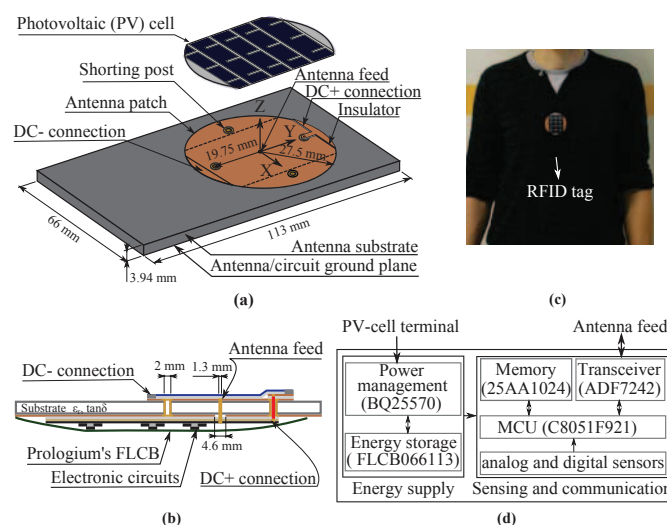 Photovoltaic (PV) cell
Shorting post
Antenna patch
DC- connection
Antenna feed
DC+ connection
Insulator
Z
Y
X
19.75 mm
27.5 mm
66 mm
113 mm
3.94 mm
Antenna substrate
Antenna/circuit ground plane
(a)
RFID tag
(c)
DC- connection
2 mm
1.3 mm
Antenna feed
Substrate εr, tanδ
4.6 mm
Prologium's FLCB
Electronic circuits
DC+ connection
(b)
PV-cell terminal
Antenna feed
Power
management
(BQ25570)
Energy storage
( FLCB066113)
Energy supply
Memory
(25AA1024)
Transceiver
(ADF7242)
MCU (C8051F921)
analog and digital sensors
Sensing and communication
(d)